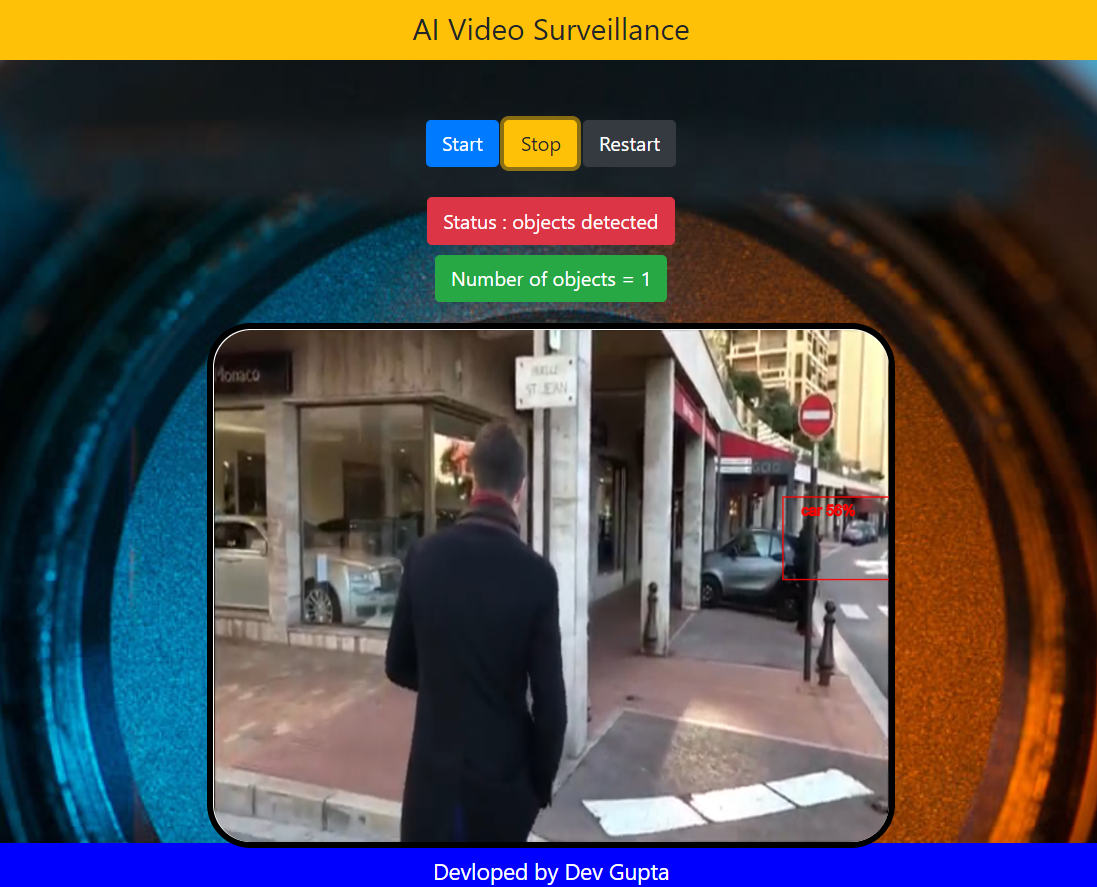 AI Video Surveillance
Start Stop Restart
Status : objects detected
Number of objects = 1
Monaco
RUELLE
ST JEAN
car 56%
Devloped by Dev Gupta